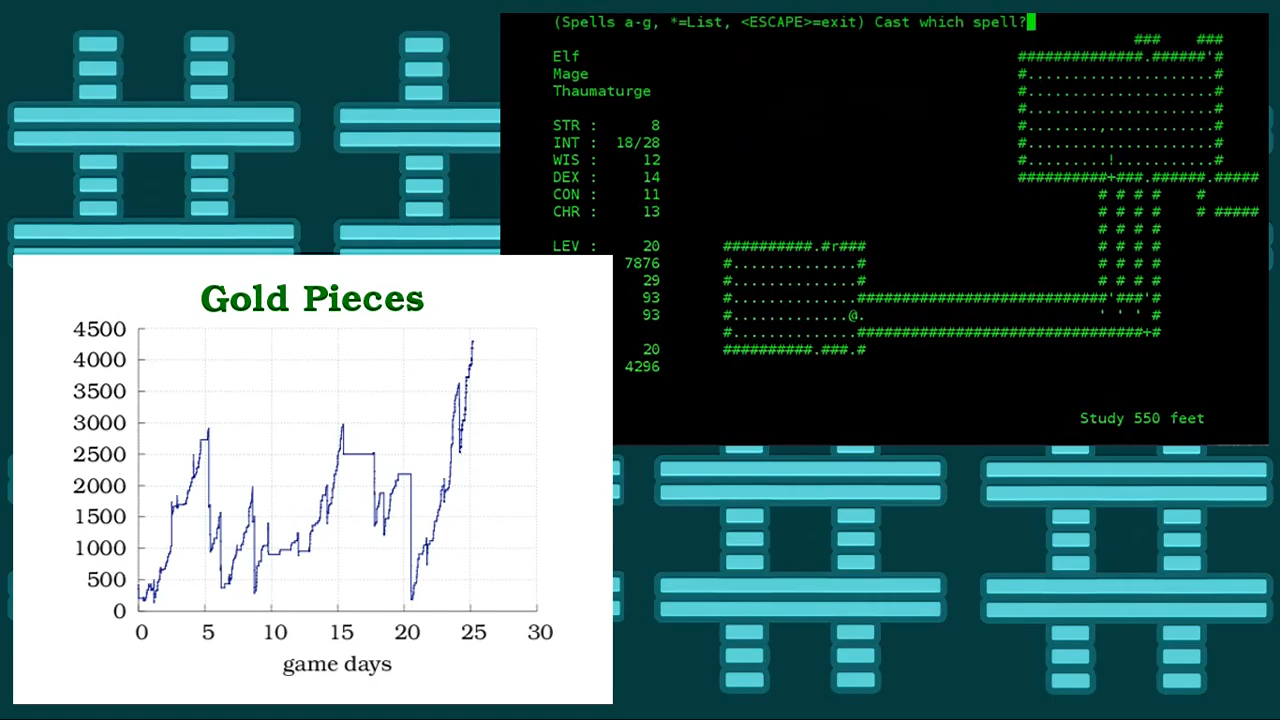 (Spells a-g, *=List, <ESCAPE>=exit) Cast which spell?
### ###
Elf ##############.######'#
Mage #.....................#
Thaumaturge #.....................#
#.....................#
STR : 8 #........,............#
INT : 18/28 #.....................#
WIS : 12 #.........!...........#
DEX : 14 ##########+###.######.#####
CON : 11 # # # # #
CHR : 13 # # # # # #####
# # # #
LEV : 20 ##########.#r### # # # #
7876 #..............# # # # #
29 #..............# # # # #
93 #..............############################'###'#
93 #.............@. ' ' ' #
#..............################################+#
20 ##########.###.#
4296
Study 550 feet
Gold Pieces
4500
4000
3500
3000
2500
2000
1500
1000
500
0
0 5 10 15 20 25 30
game days